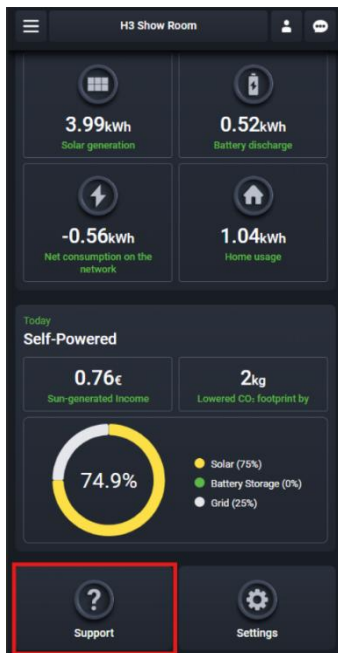 H3 Show Room
3.99kWh
Solar generation
0.52kWh
Battery discharge
-0.56kWh
Net consumption on the
network
1.04kWh
Home usage
Today
Self-Powered
0.76€
Sun-generated Income
2kg
Lowered CO₂ footprint by
74.9%
Solar (75%)
Battery Storage (0%)
Grid (25%)
?
Support
Settings